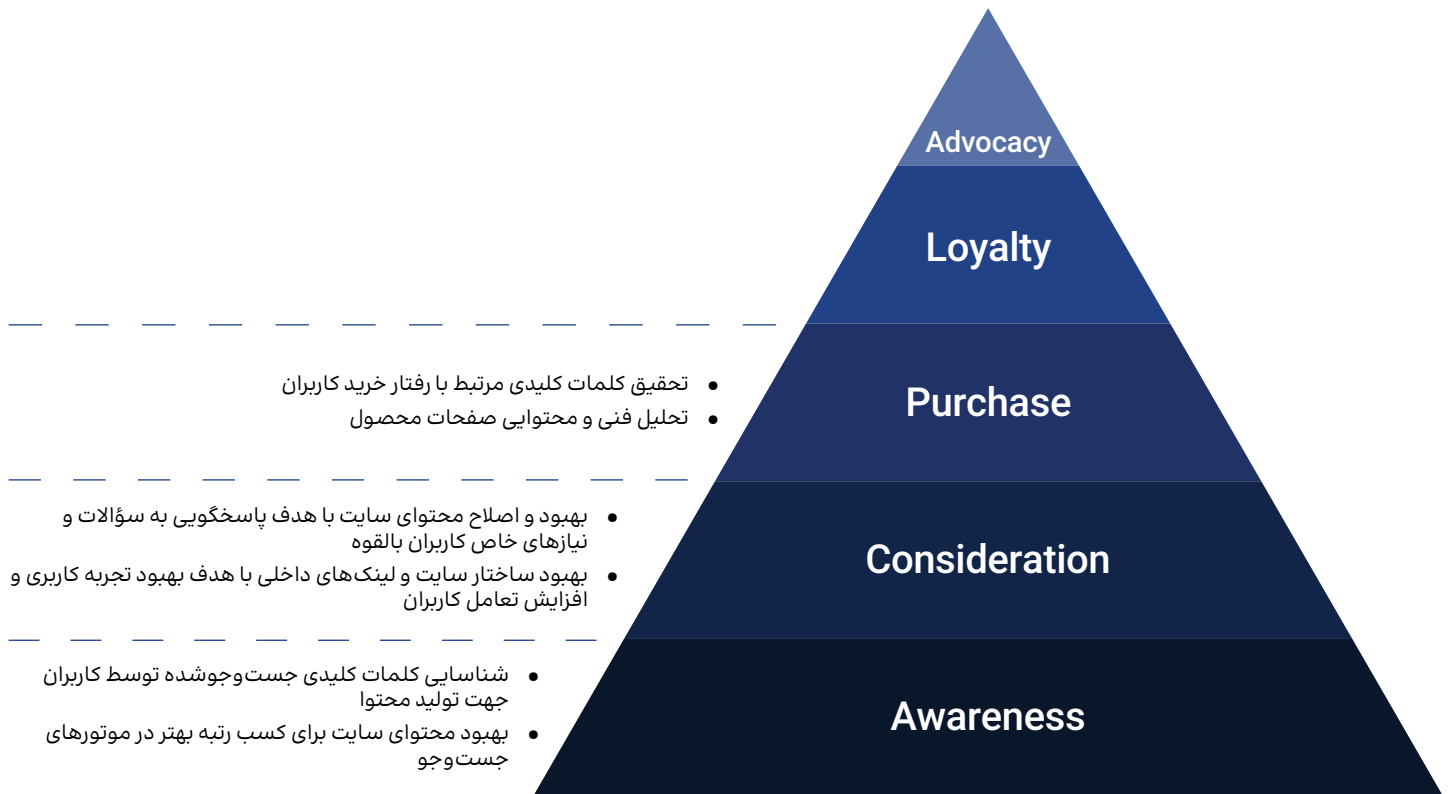 Advocacy
Loyalty
Purchase
• تحقیق کلمات کلیدی مرتبط با رفتار خرید کاربران
• تحلیل فنی و محتوایی صفحات محصول
Consideration
• بهبود و اصلاح محتوای سایت با هدف پاسخگویی به سؤالات و
نیازهای خاص کاربران بالقوه
• بهبود ساختار سایت و لینک‌های داخلی با هدف بهبود تجربه کاربری و
افزایش تعامل کاربران
Awareness
• شناسایی کلمات کلیدی جست‌وجوشده توسط کاربران
جهت تولید محتوا
• بهبود محتوای سایت برای کسب رتبه بهتر در موتورهای
جست‌وجو